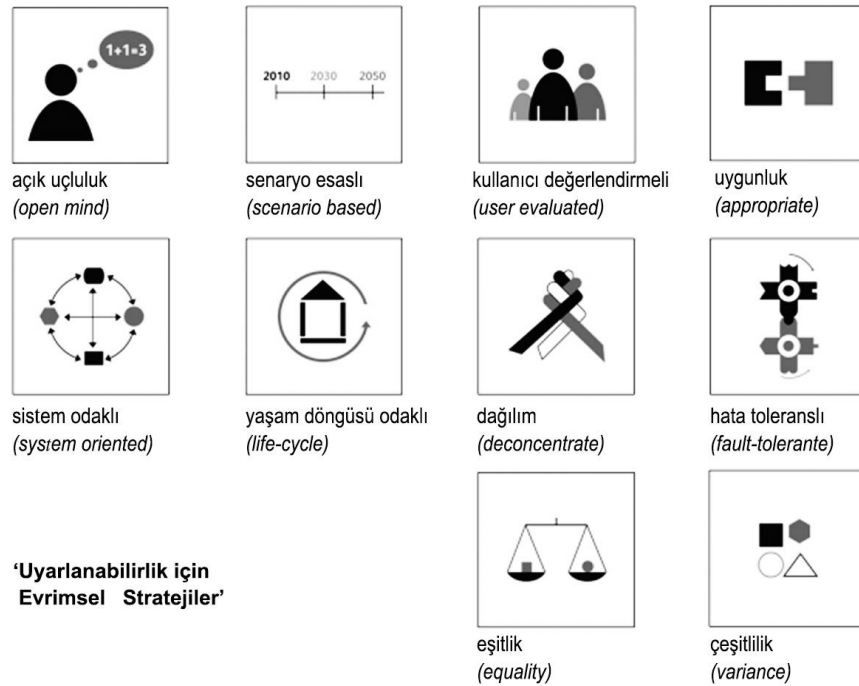 1+1=3
açık uçluluk
(open mind)
2010 2030 2050
senaryo esaslı
(scenario based)
kullanıcı değerlendirmeli
(user evaluated)
uygunluk
(appropriate)
sistem odaklı
(system oriented)
yaşam döngüsü odaklı
(life-cycle)
dağılım
(deconcentrate)
hata toleranslı
(fault-tolerante)
‘Uyarlanabilirlik için
Evrimsel Stratejiler’
eşitlik
(equality)
çeşitlilik
(variance)